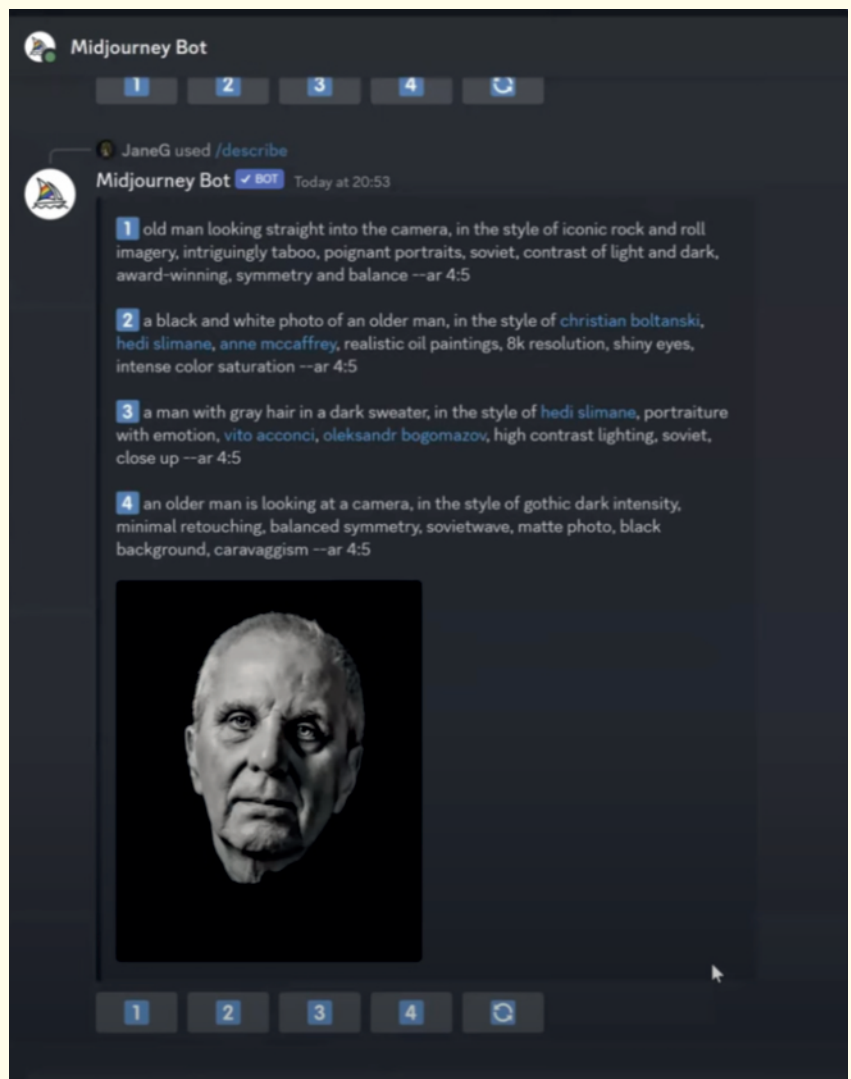 Midjourney Bot
1 2 3 4
JaneG used /describe
Midjourney Bot ✓ BOT Today at 20:53
1 old man looking straight into the camera, in the style of iconic rock and roll
imagery, intriguingly taboo, poignant portraits, soviet, contrast of light and dark,
award-winning, symmetry and balance --ar 4:5
2 a black and white photo of an older man, in the style of christian boltanski,
hedi slimane, anne mccaffrey, realistic oil paintings, 8k resolution, shiny eyes,
intense color saturation --ar 4:5
3 a man with gray hair in a dark sweater, in the style of hedi slimane, portraiture
with emotion, vito acconci, oleksandr bogomazov, high contrast lighting, soviet,
close up --ar 4:5
4 an older man is looking at a camera, in the style of gothic dark intensity,
minimal retouching, balanced symmetry, sovietwave, matte photo, black
background, caravaggism --ar 4:5
1 2 3 4